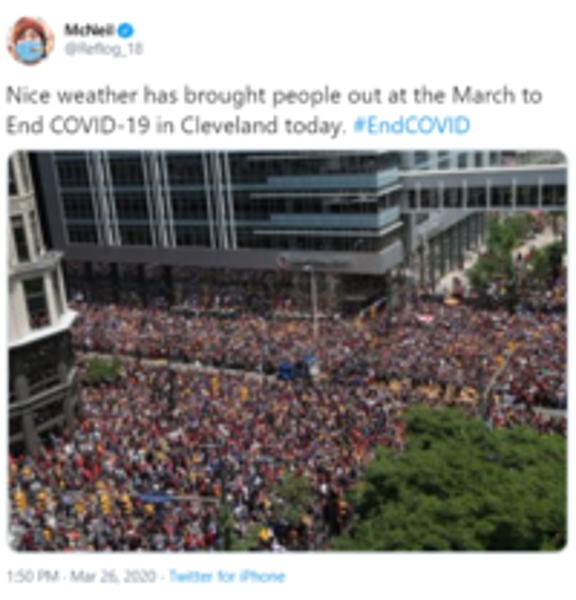 McNeil
@Reflog_18
Nice weather has brought people out at the March to
End COVID-19 in Cleveland today. #EndCOVID
1:50 PM · Mar 26, 2020 · Twitter for iPhone